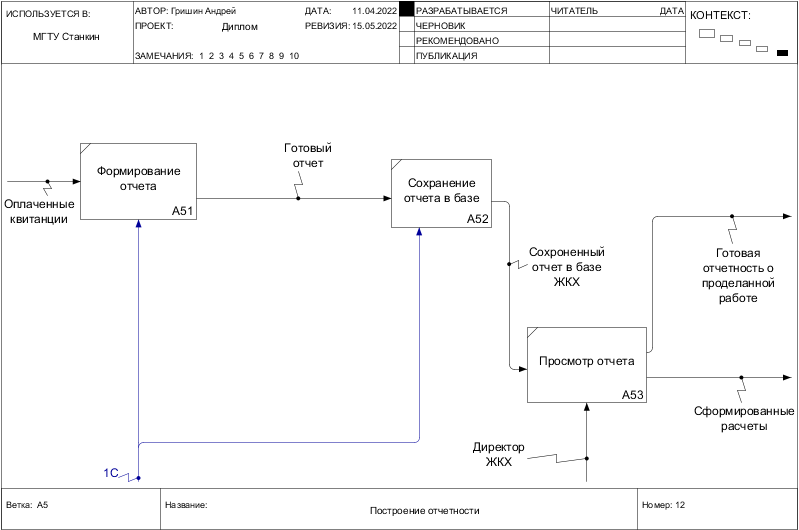 ИСПОЛЬЗУЕТСЯ В:
МГТУ Станкин
АВТОР: Гришин Андрей
ДАТА: 11.04.2022
ПРОЕКТ: Диплом
РЕВИЗИЯ: 15.05.2022
ЗАМЕЧАНИЯ: 1 2 3 4 5 6 7 8 9 10
РАЗРАБАТЫВАЕТСЯ
ЧЕРНОВИК
РЕКОМЕНДОВАНО
ПУБЛИКАЦИЯ
ЧИТАТЕЛЬ
ДАТА
КОНТЕКСТ:
Оплаченные
квитанции
Формирование
отчета
A51
Готовый
отчет
Сохранение
отчета в базе
A52
Сохроненный
отчет в базе
ЖКХ
Готовая
отчетность о
проделанной
работе
Просмотр отчета
A53
Сформированные
расчеты
Директор
ЖКХ
1С
Ветка: A5
Название:
Построение отчетности
Номер: 12